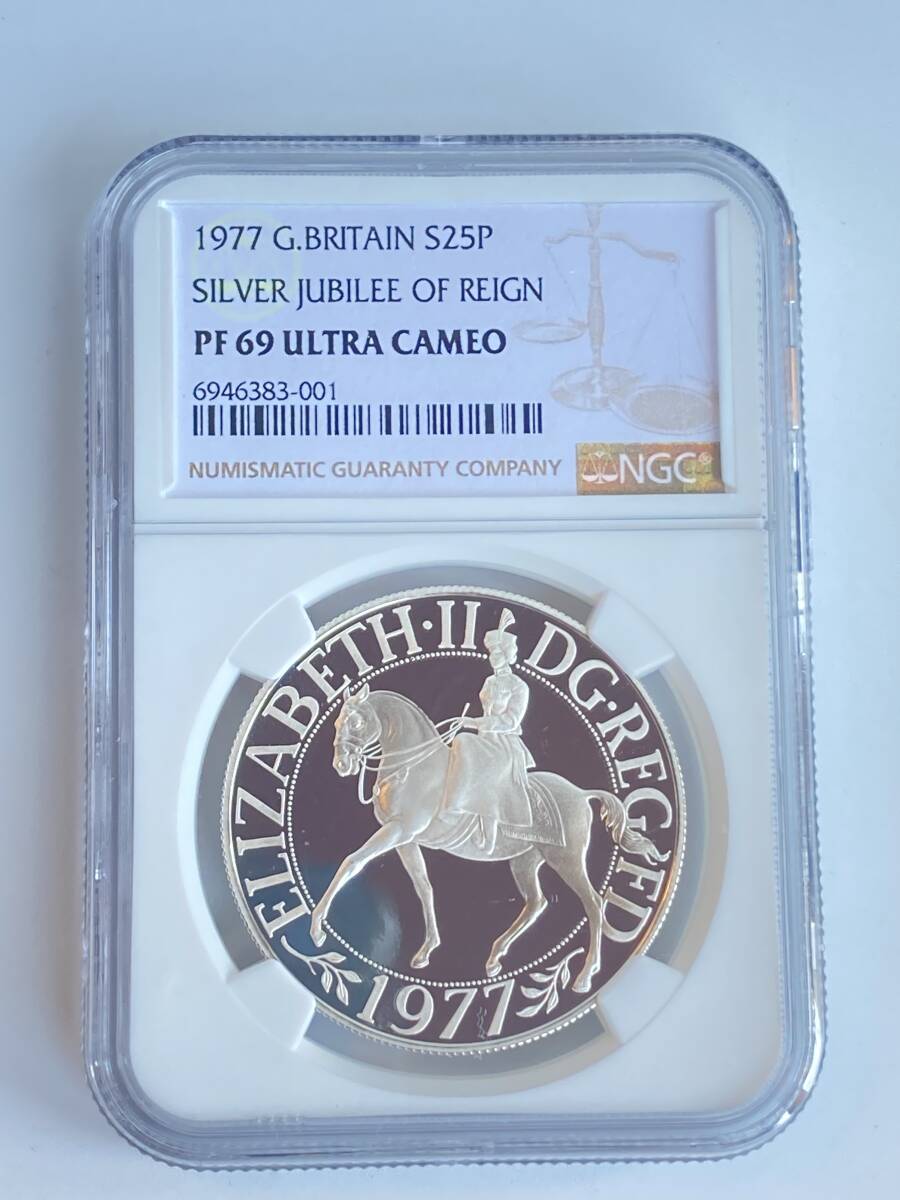 1977 G.BRITAIN S25P
SILVER JUBILEE OF REIGN
PF 69 ULTRA CAMEO
6946383-001
NUMISMATIC GUARANTY COMPANY
NGC®
ELIZABETH·II DG·REG·FD
1977